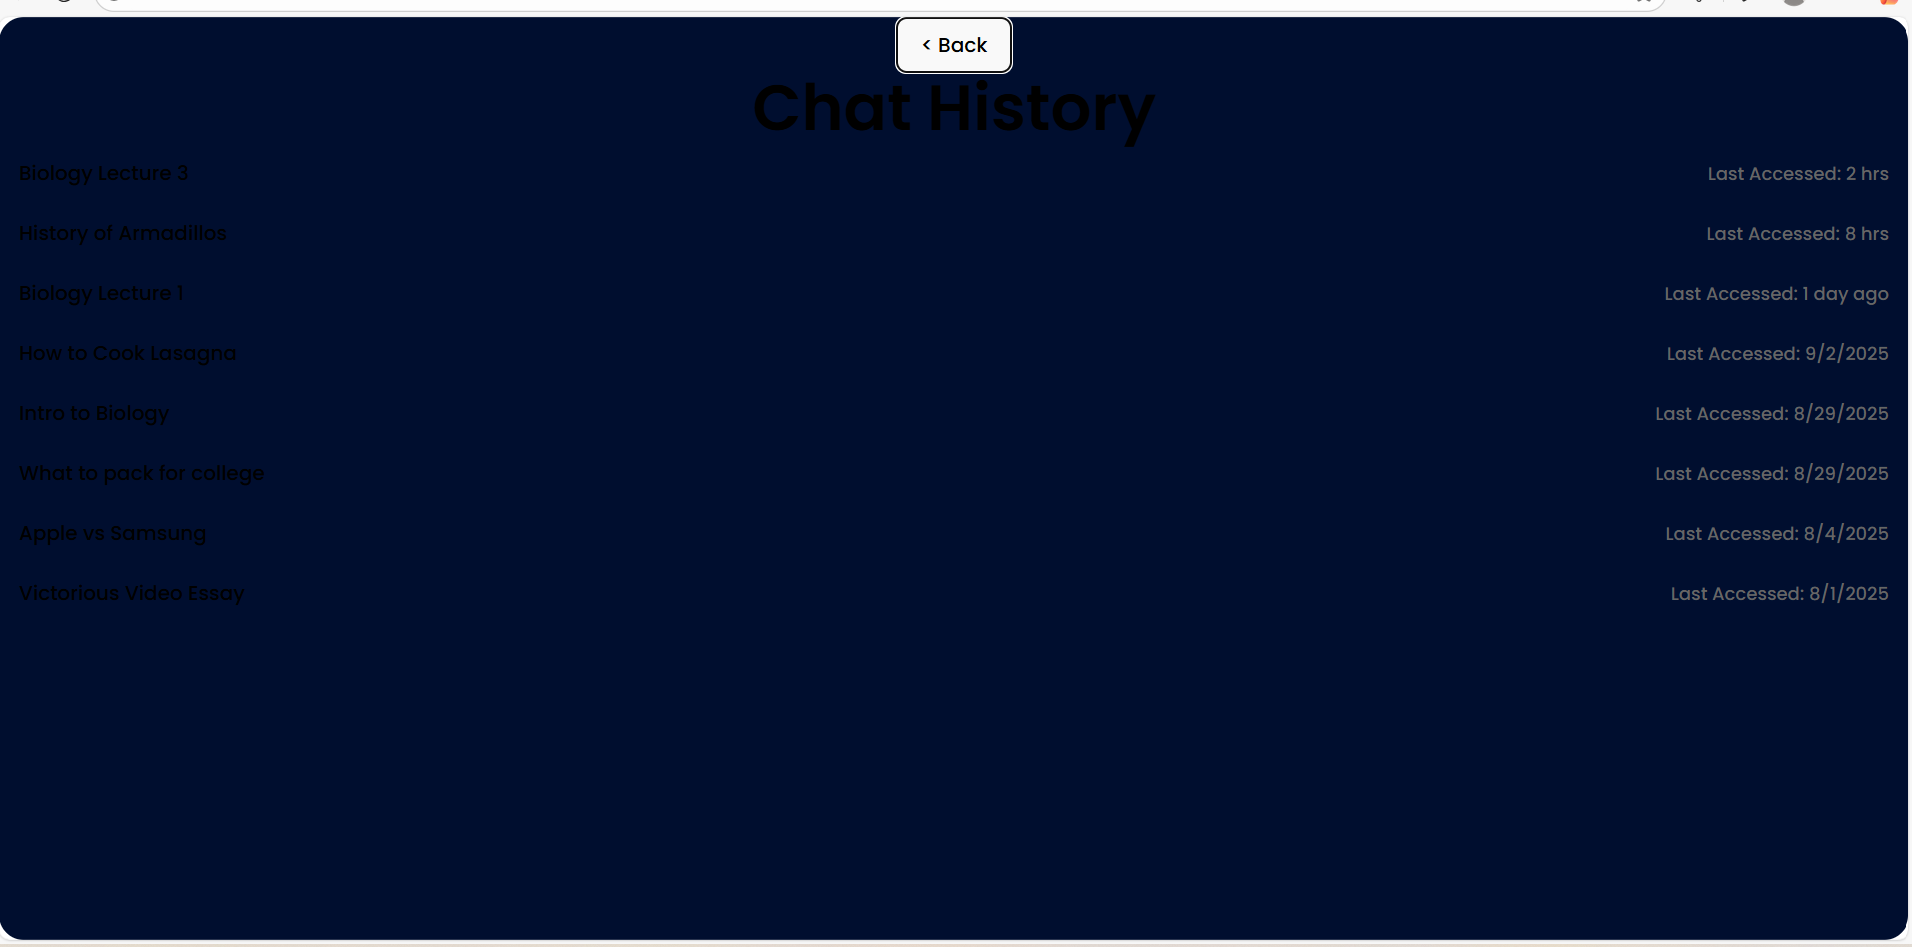 < Back
Chat History
Biology Lecture 3 Last Accessed: 2 hrs
History of Armadillos Last Accessed: 8 hrs
Biology Lecture 1 Last Accessed: 1 day ago
How to Cook Lasagna Last Accessed: 9/2/2025
Intro to Biology Last Accessed: 8/29/2025
What to pack for college Last Accessed: 8/29/2025
Apple vs Samsung Last Accessed: 8/4/2025
Victorious Video Essay Last Accessed: 8/1/2025